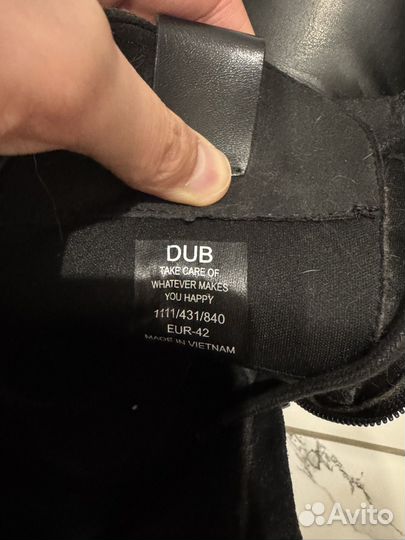 DUB
TAKE CARE OF
WHATEVER MAKES
YOU HAPPY
1111/431/840
EUR-42
MADE IN VIETNAM
Avito